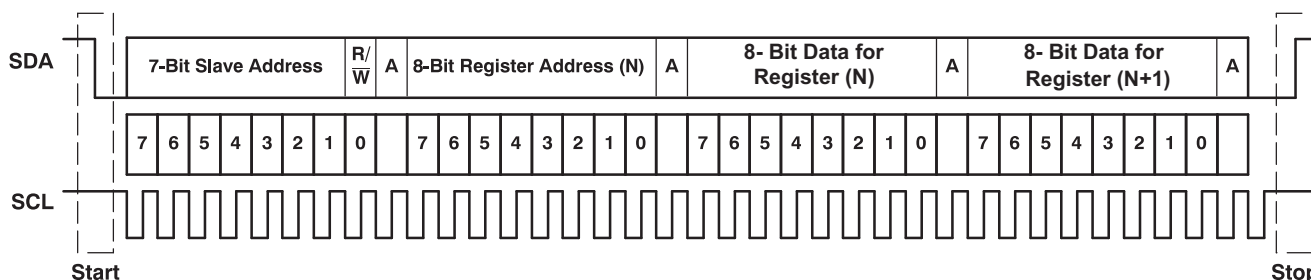 SDA
7-Bit Slave Address
R/
W
A
8-Bit Register Address (N)
A
8- Bit Data for
Register (N)
A
8- Bit Data for
Register (N+1)
A
7 6 5 4 3 2 1 0 7 6 5 4 3 2 1 0 7 6 5 4 3 2 1 0 7 6 5 4 3 2 1 0
SCL
Start
Stop